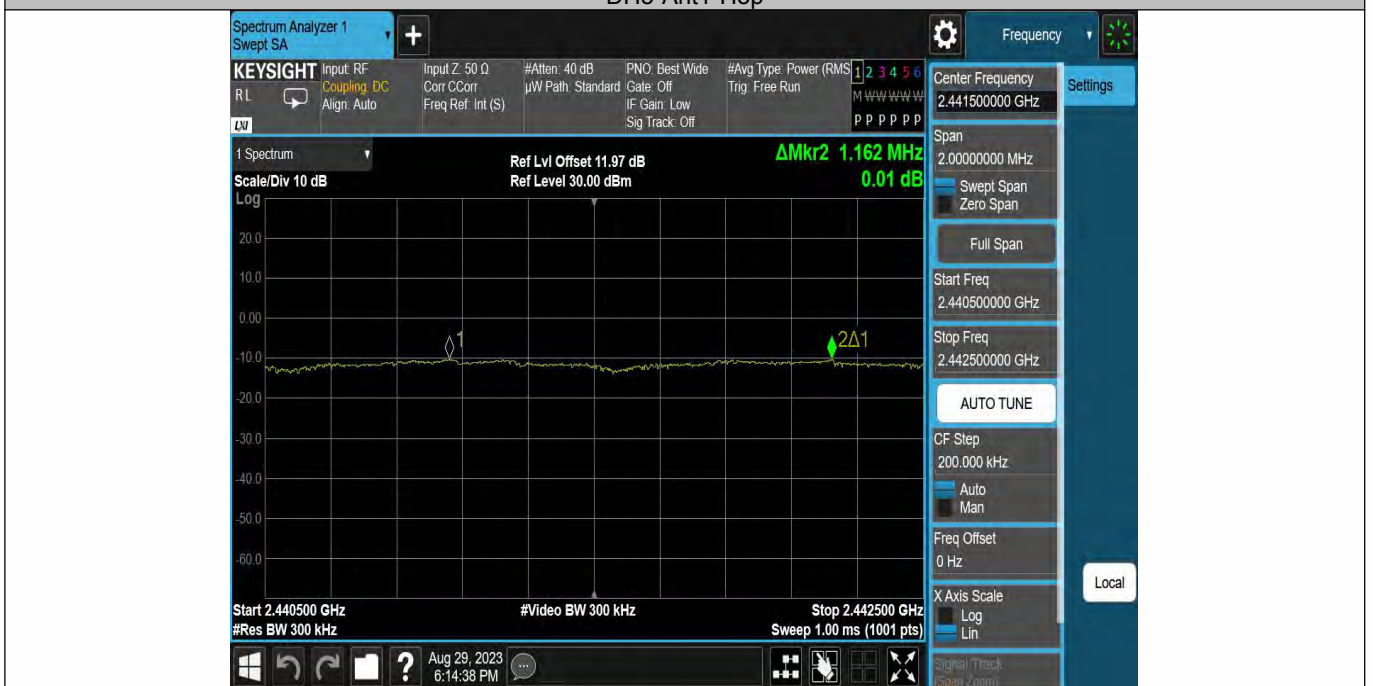 Spectrum Analyzer 1
Swept SA
+
Frequency
KEYSIGHT
RL
LXI
Input: RF
Coupling: DC
Align: Auto
Input Z: 50 Ω
Corr CCorr
Freq Ref: Int (S)
#Atten: 40 dB
µW Path: Standard
PNO: Best Wide
Gate: Off
IF Gain: Low
Sig Track: Off
#Avg Type: Power (RMS
Trig: Free Run
1 2 3 4 5 6
M W W W W W
P P P P P P
Center Frequency
2.441500000 GHz
Settings
Span
2.00000000 MHz
Swept Span
Zero Span
Full Span
Start Freq
2.440500000 GHz
Stop Freq
2.442500000 GHz
AUTO TUNE
CF Step
200.000 kHz
Auto
Man
Freq Offset
0 Hz
X Axis Scale
Log
Lin
Signal Track
(Span Zoom)
Local
1 Spectrum
Scale/Div 10 dB
Log
Ref Lvl Offset 11.97 dB
Ref Level 30.00 dBm
ΔMkr2 1.162 MHz
0.01 dB
20.0
10.0
0.00
-10.0
-20.0
-30.0
-40.0
-50.0
-60.0
1
2Δ1
Start 2.440500 GHz
#Res BW 300 kHz
#Video BW 300 kHz
Stop 2.442500 GHz
Sweep 1.00 ms (1001 pts)
?
Aug 29, 2023
6:14:38 PM